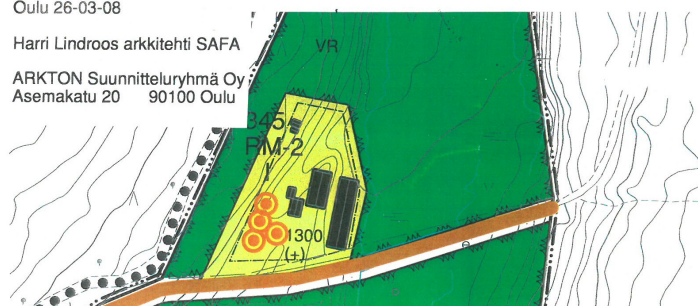 Oulu 26-03-08
Harri Lindroos arkkitehti SAFA
ARKTON Suunnitteluryhmä Oy
Asemakatu 20 90100 Oulu
VR
345
RM-2
I
1300
(+)
e